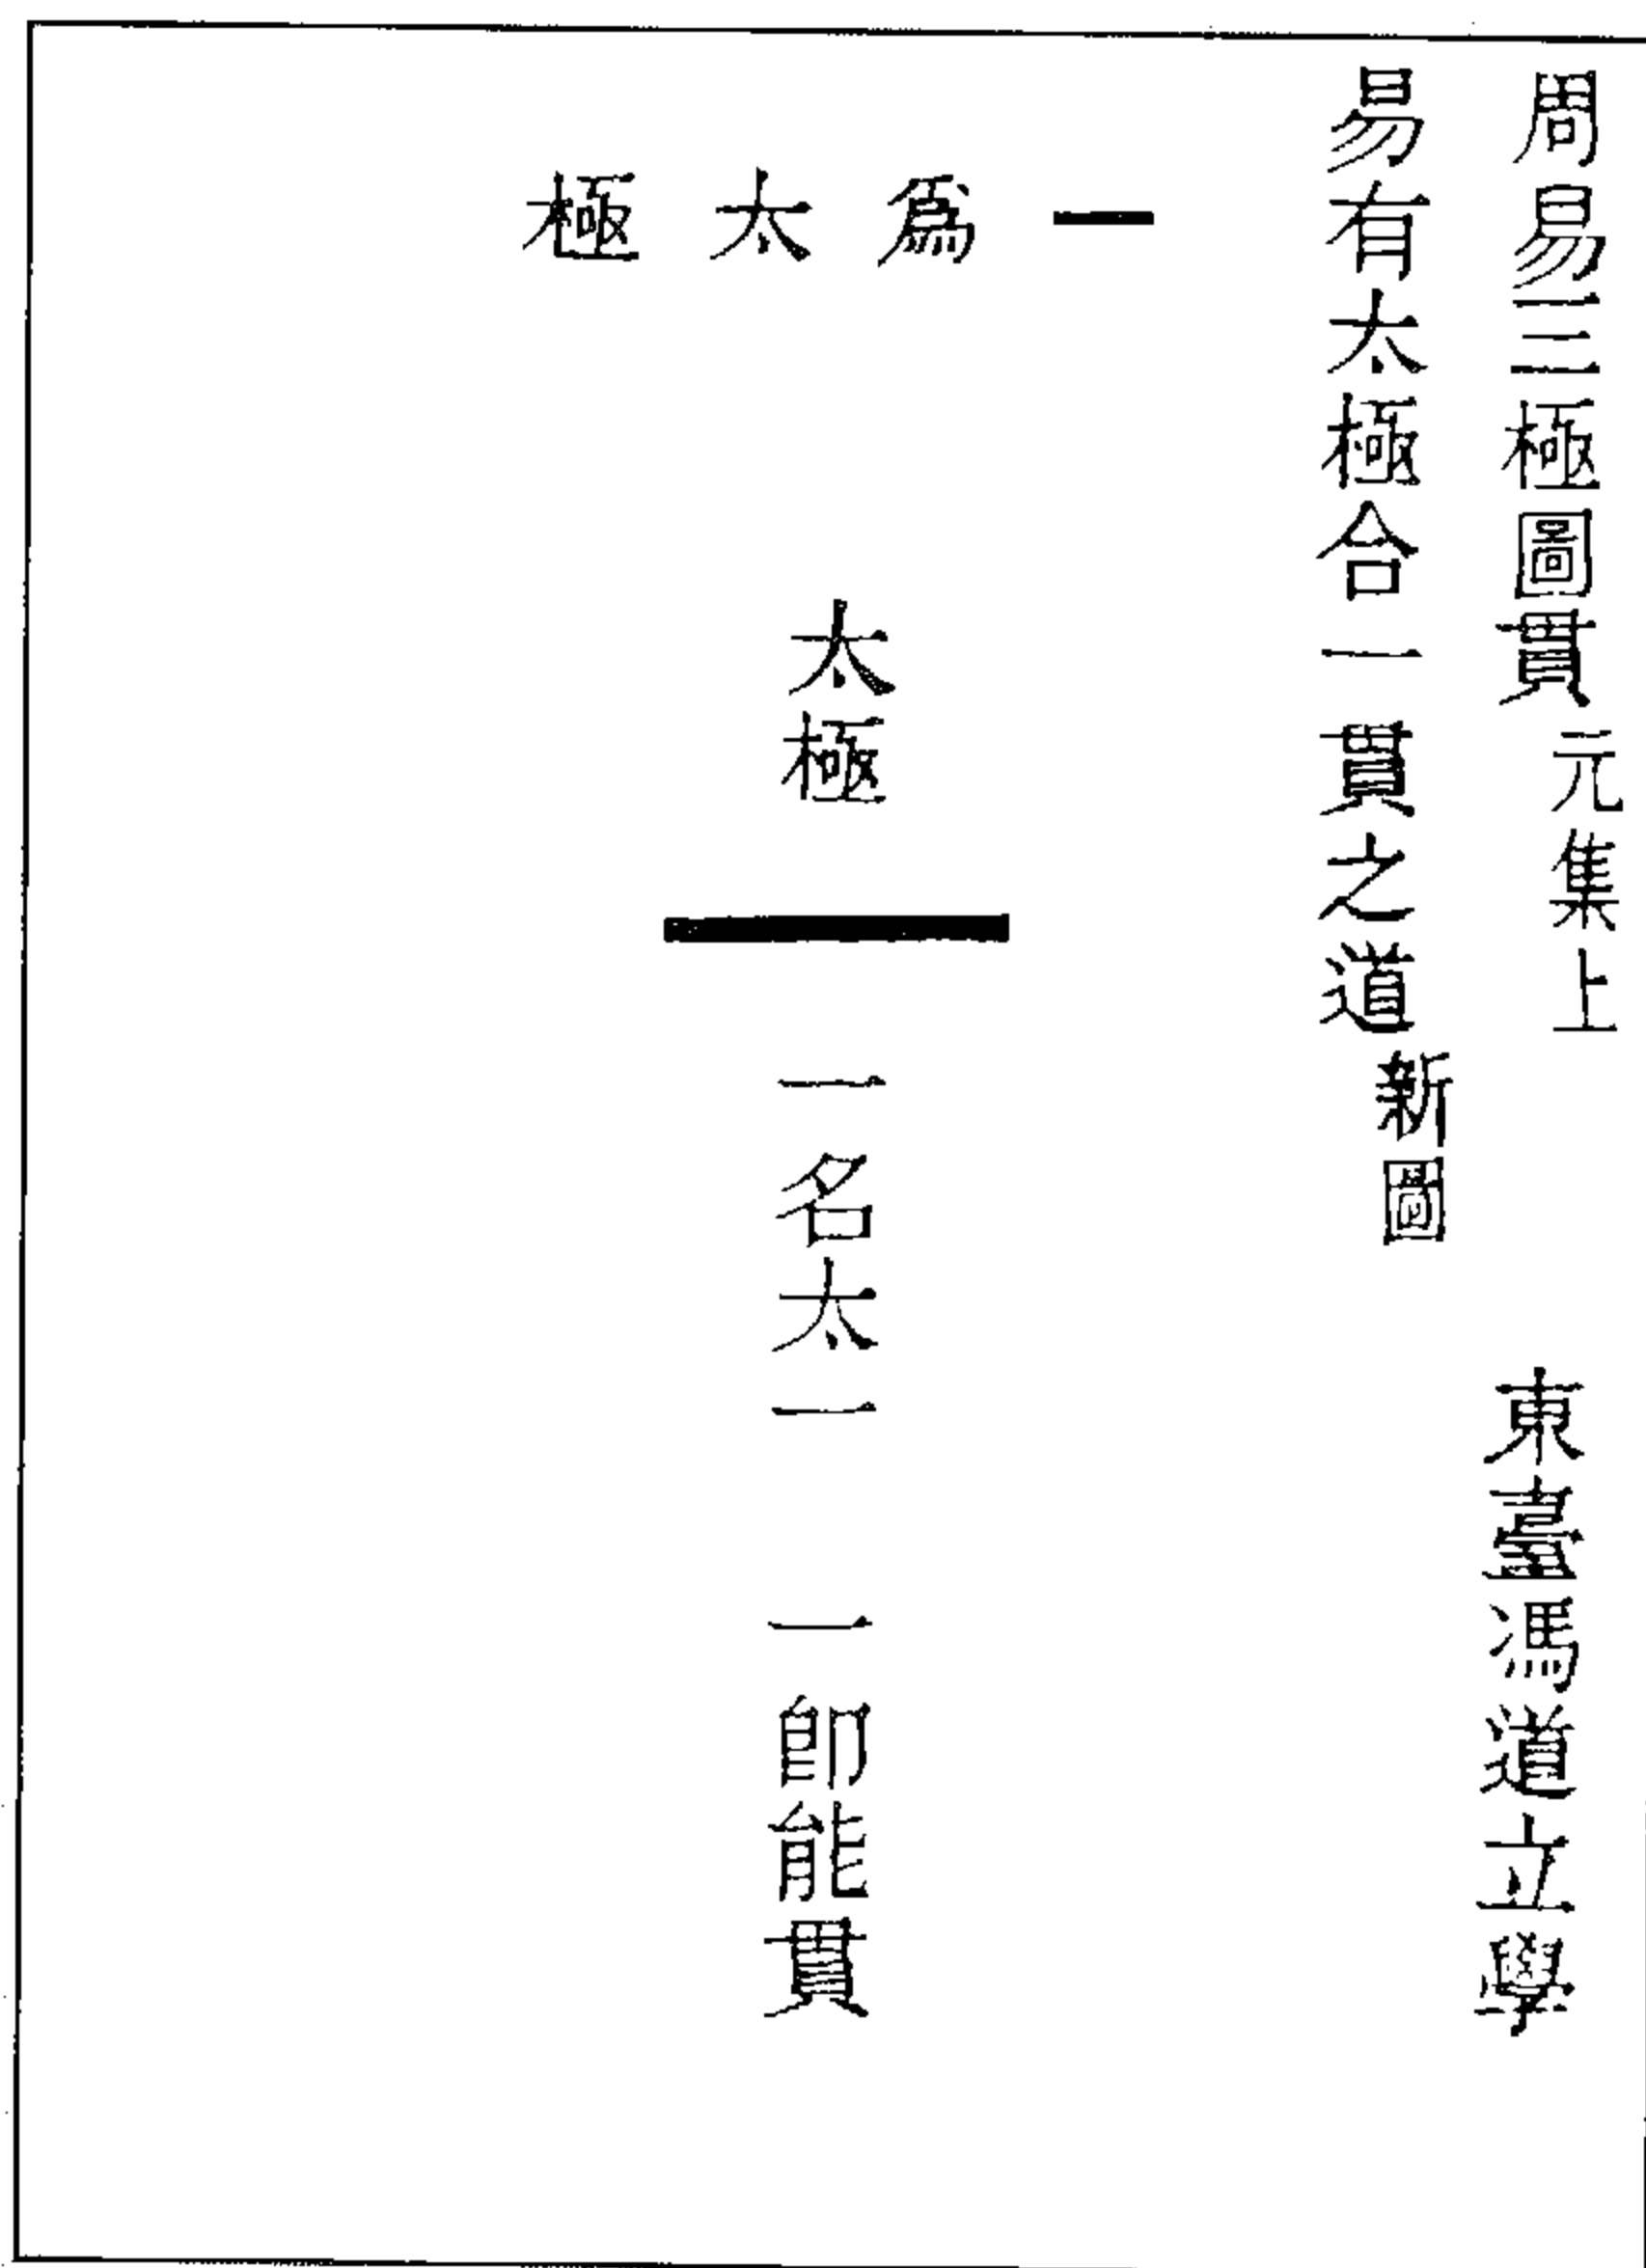 周易三極圖貫元集上 東臺馮道立學
易有太極合一貫之道新圖
一爲太極
太極
一名太一 一卽能貫